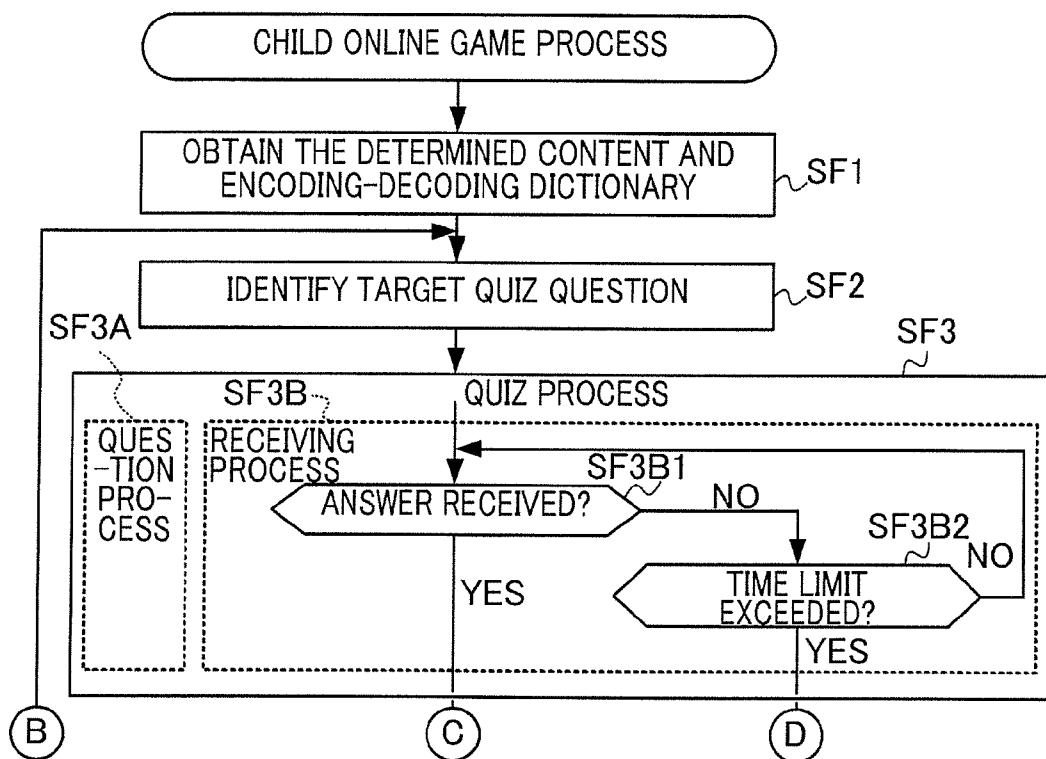 CHILD ONLINE GAME PROCESS
OBTAIN THE DETERMINED CONTENT AND
ENCODING-DECODING DICTIONARY
SF1
IDENTIFY TARGET QUIZ QUESTION
SF2
SF3A
SF3
SF3B
QUIZ PROCESS
QUES
-TION
PRO-
CESS
RECEIVING
PROCESS
SF3B1
ANSWER RECEIVED?
NO
SF3B2
NO
TIME LIMIT
EXCEEDED?
YES
YES
B
C
D